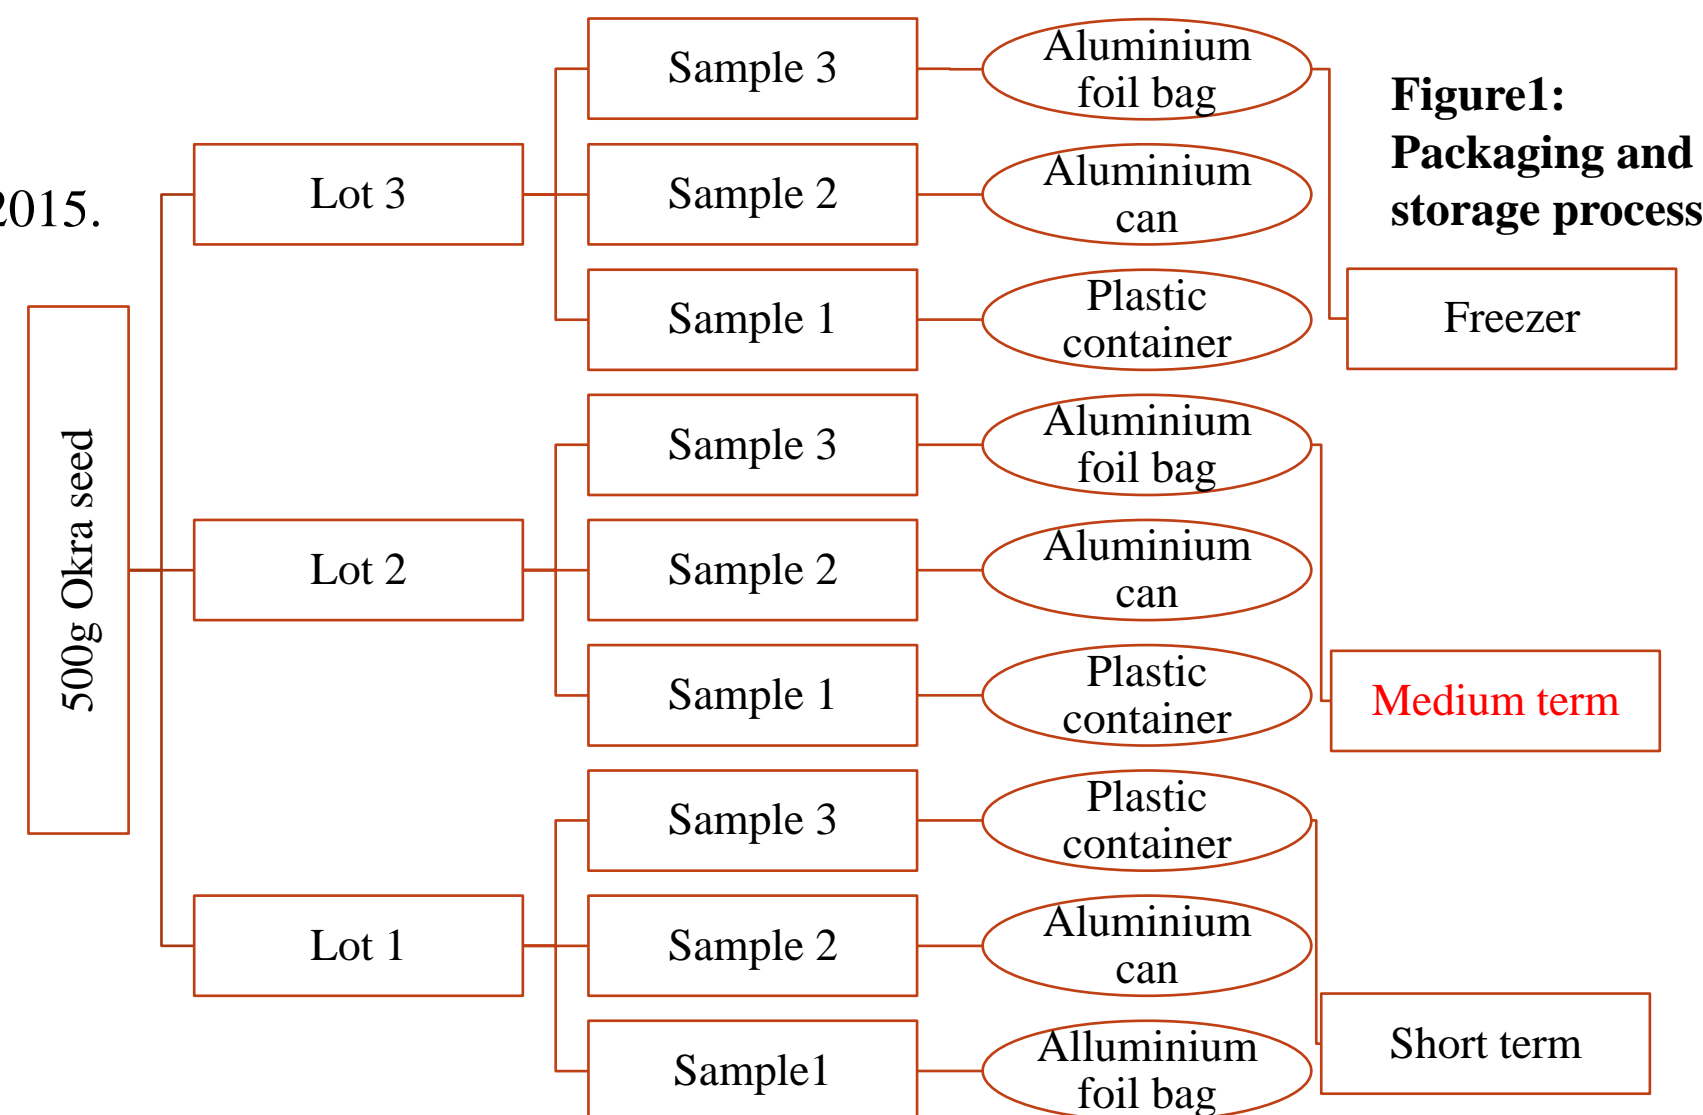 2015.
500g Okra seed
Lot 3
Sample 3
Aluminium
foil bag
Sample 2
Aluminium
can
Sample 1
Plastic
container
Freezer
Lot 2
Sample 3
Aluminium
foil bag
Sample 2
Aluminium
can
Sample 1
Plastic
container
Medium term
Lot 1
Sample 3
Plastic
container
Sample 2
Aluminium
can
Sample1
Alluminium
foil bag
Short term
Figure1:
Packaging and
storage process